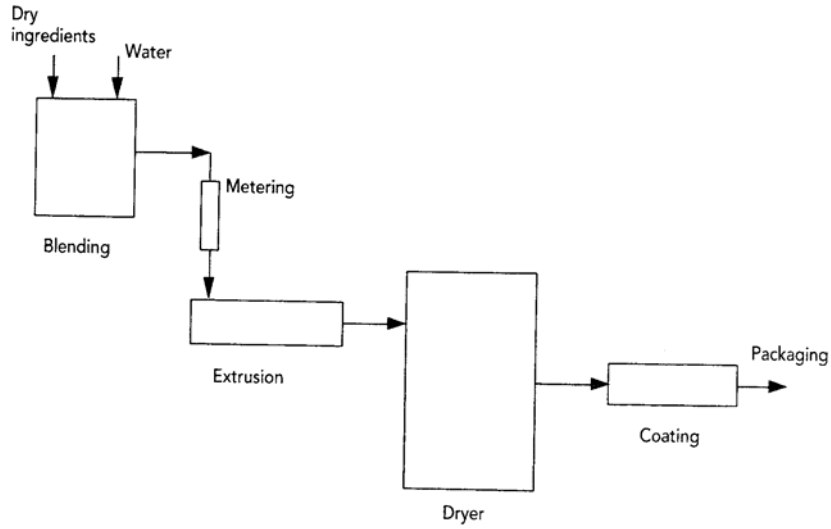 Dry
ingredients
Water
Metering
Blending
Extrusion
Packaging
Coating
Dryer